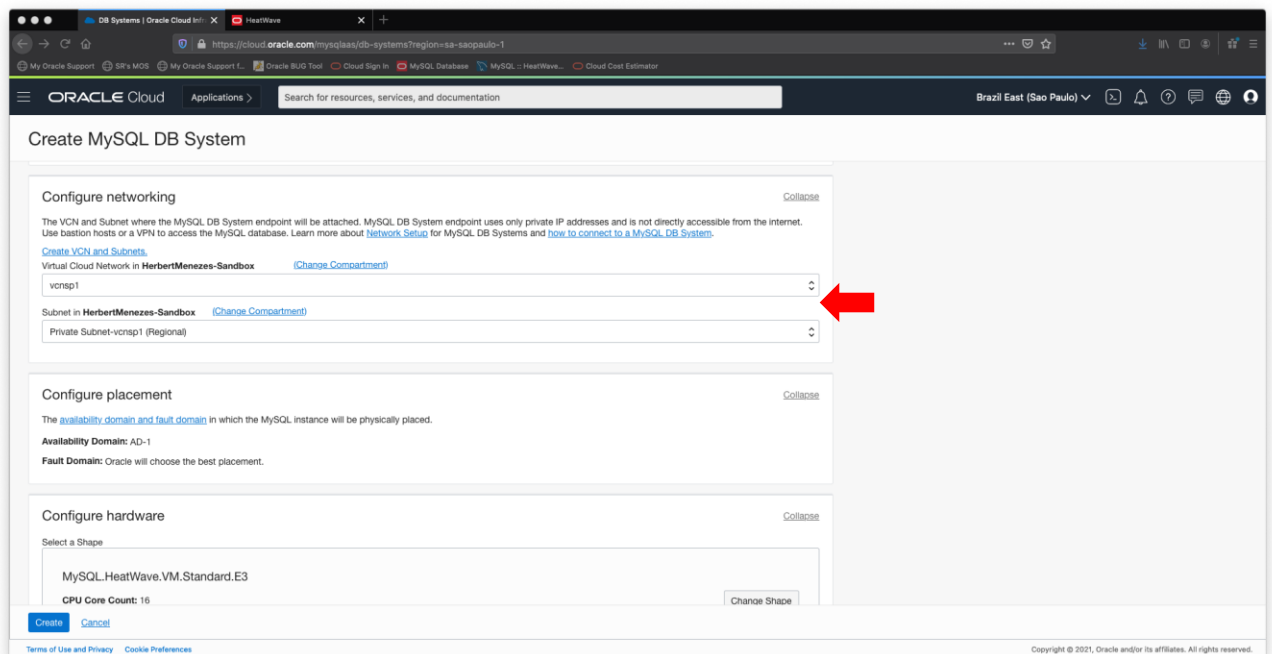 DB Systems | Oracle Cloud Infr
HeatWave
https://cloud.oracle.com/mysqlaas/db-systems?region=sa-saopaulo-1
My Oracle Support
SR's MOS
My Oracle Support f...
Oracle BUG Tool
Cloud Sign In
MySQL Database
MySQL :: HeatWave...
Cloud Cost Estimator
ORACLE Cloud
Applications >
Search for resources, services, and documentation
Brazil East (Sao Paulo)
Create MySQL DB System
Configure networking
Collapse
The VCN and Subnet where the MySQL DB System endpoint will be attached. MySQL DB System endpoint uses only private IP addresses and is not directly accessible from the internet.
Use bastion hosts or a VPN to access the MySQL database. Learn more about Network Setup for MySQL DB Systems and how to connect to a MySQL DB System.
Create VCN and Subnets.
Virtual Cloud Network in HerbertMenezes-Sandbox (Change Compartment)
vcnsp1
Subnet in HerbertMenezes-Sandbox (Change Compartment)
Private Subnet-vcnsp1 (Regional)
Configure placement
Collapse
The availability domain and fault domain in which the MySQL instance will be physically placed.
Availability Domain: AD-1
Fault Domain: Oracle will choose the best placement.
Configure hardware
Collapse
Select a Shape
MySQL.HeatWave.VM.Standard.E3
CPU Core Count: 16
Change Shape
Create
Cancel
Terms of Use and Privacy
Cookie Preferences
Copyright © 2021, Oracle and/or its affiliates. All rights reserved.